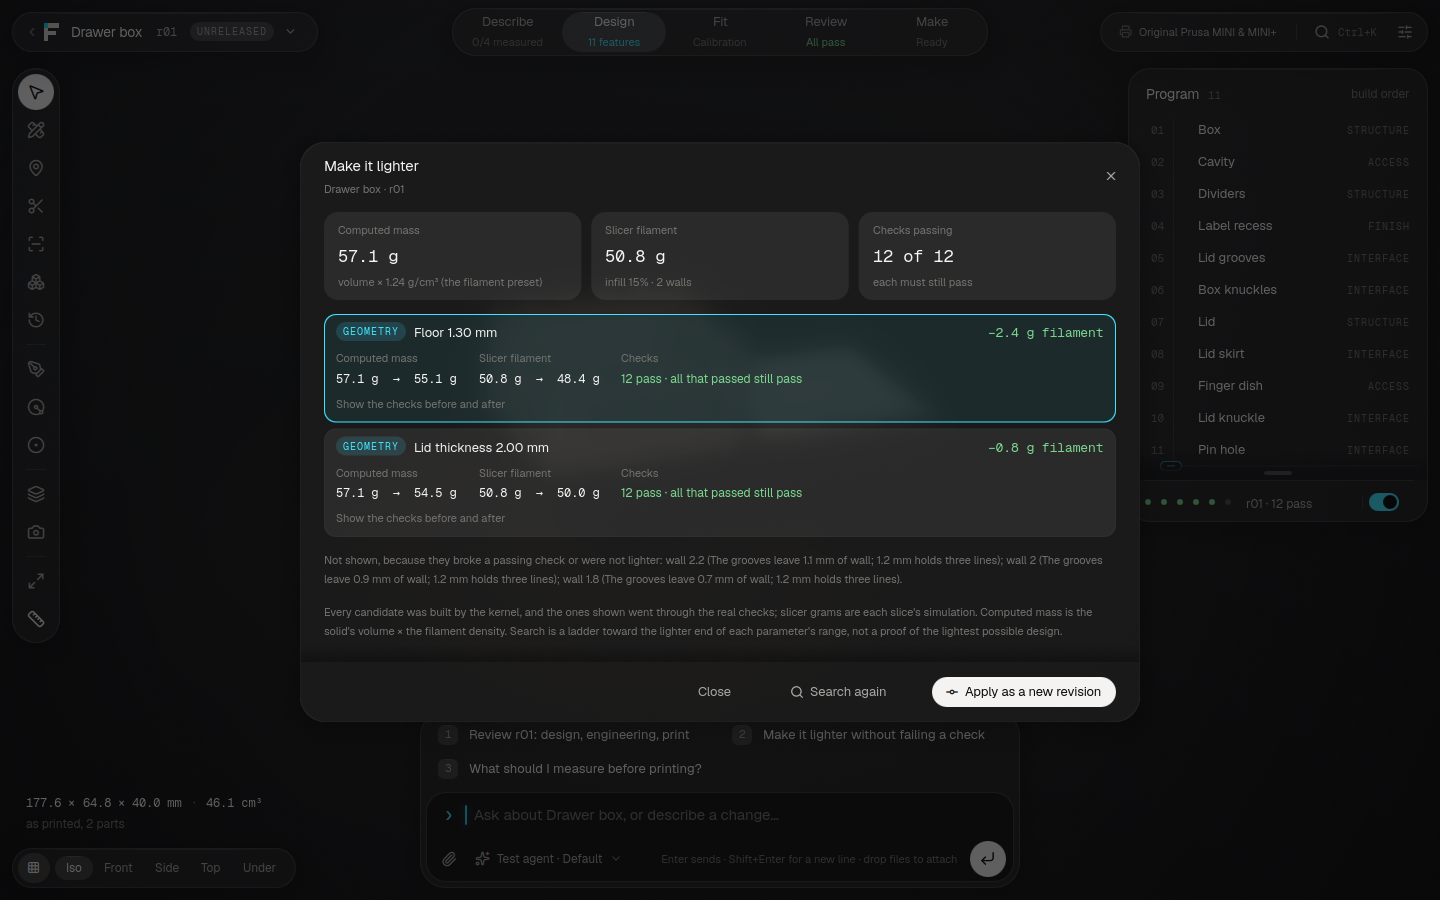 Drawer box r01 UNRELEASED
Describe
0/4 measured
Design
11 features
Fit
Calibration
Review
All pass
Make
Ready
Original Prusa MINI & MINI+
Ctrl+K
Program 11 build order
01 Box STRUCTURE
02 Cavity ACCESS
03 Dividers STRUCTURE
04 Label recess FINISH
05 Lid grooves INTERFACE
06 Box knuckles INTERFACE
07 Lid STRUCTURE
08 Lid skirt INTERFACE
09 Finger dish ACCESS
10 Lid knuckle INTERFACE
11 Pin hole INTERFACE
r01 · 12 pass
Make it lighter
Drawer box · r01
Computed mass
57.1 g
volume × 1.24 g/cm³ (the filament preset)
Slicer filament
50.8 g
infill 15% · 2 walls
Checks passing
12 of 12
each must still pass
GEOMETRY Floor 1.30 mm −2.4 g filament
Computed mass Slicer filament Checks
57.1 g → 55.1 g 50.8 g → 48.4 g 12 pass · all that passed still pass
Show the checks before and after
GEOMETRY Lid thickness 2.00 mm −0.8 g filament
Computed mass Slicer filament Checks
57.1 g → 54.5 g 50.8 g → 50.0 g 12 pass · all that passed still pass
Show the checks before and after
Not shown, because they broke a passing check or were not lighter: wall 2.2 (The grooves leave 1.1 mm of wall; 1.2 mm holds three lines); wall 2 (The grooves
leave 0.9 mm of wall; 1.2 mm holds three lines); wall 1.8 (The grooves leave 0.7 mm of wall; 1.2 mm holds three lines).
Every candidate was built by the kernel, and the ones shown went through the real checks; slicer grams are each slice's simulation. Computed mass is the
solid's volume × the filament density. Search is a ladder toward the lighter end of each parameter's range, not a proof of the lightest possible design.
Close Search again Apply as a new revision
1 Review r01: design, engineering, print 2 Make it lighter without failing a check
3 What should I measure before printing?
Ask about Drawer box, or describe a change...
Test agent · Default Enter sends · Shift+Enter for a new line · drop files to attach
177.6 × 64.8 × 40.0 mm · 46.1 cm³
as printed, 2 parts
Iso Front Side Top Under